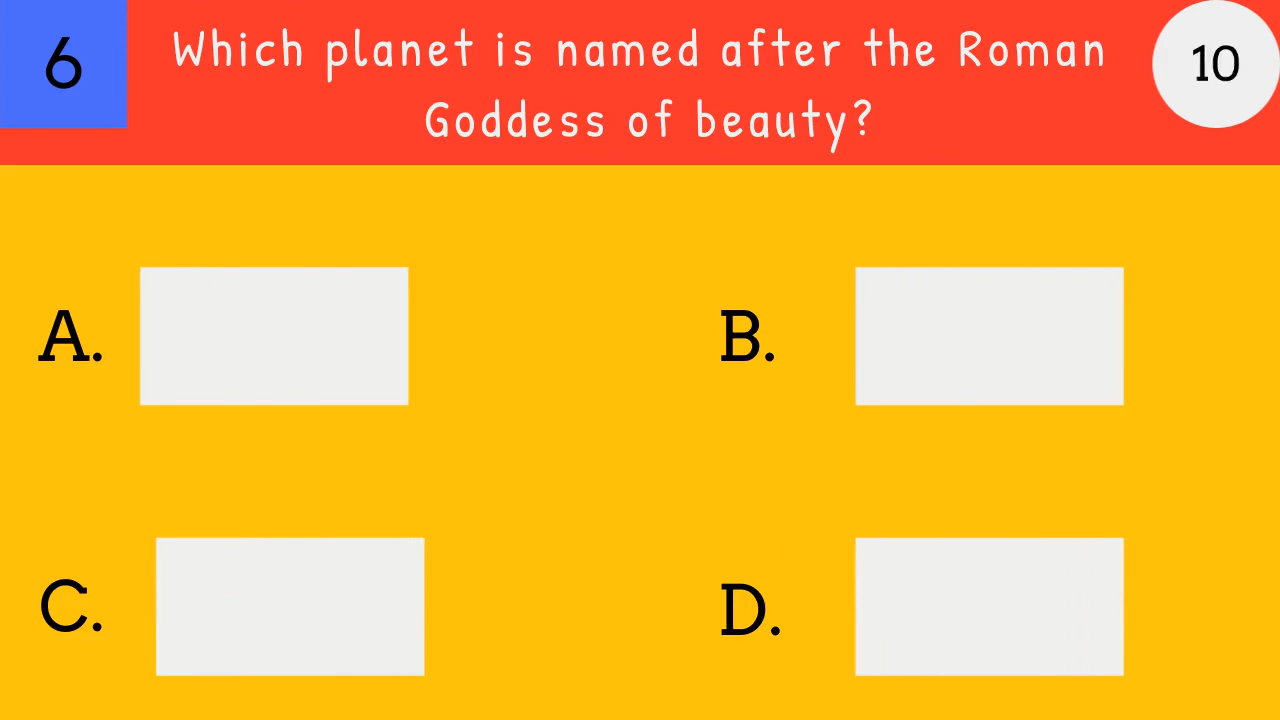 6
Which planet is named after the Roman
Goddess of beauty?
10
A.
B.
C.
D.